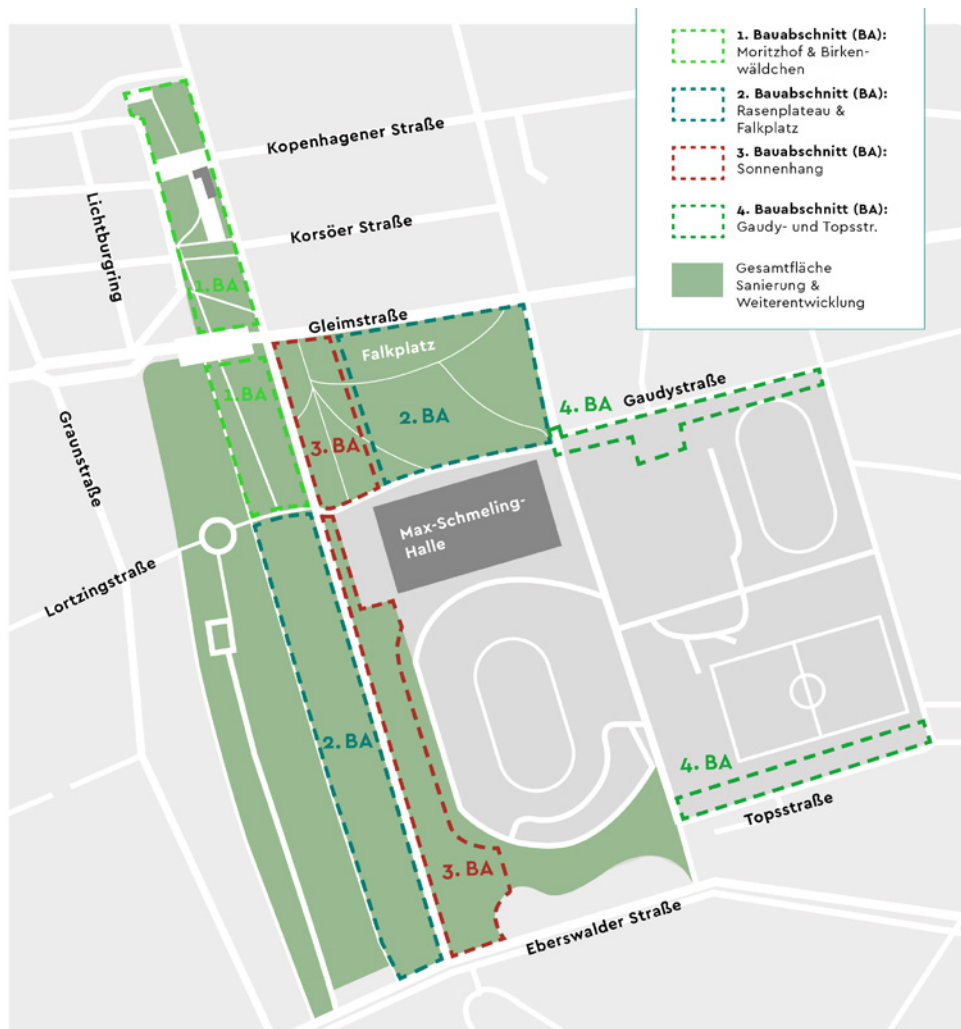 1. Bauabschnitt (BA):
Moritzhof & Birken-
wäldchen
2. Bauabschnitt (BA):
Rasenplateau &
Falkplatz
3. Bauabschnitt (BA):
Sonnenhang
4. Bauabschnitt (BA):
Gaudy- und Topsstr.
Gesamtfläche
Sanierung &
Weiterentwicklung
Kopenhagener Straße
Lichtburgring
Korsöer Straße
1.BA
Gleimstraße
Falkplatz
1.BA
2. BA
3. BA
4. BA
Gaudystraße
Graunstraße
Max-Schmeling-
Halle
Lortzingstraße
2. BA
4. BA
Topsstraße
3. BA
Eberswalder Straße